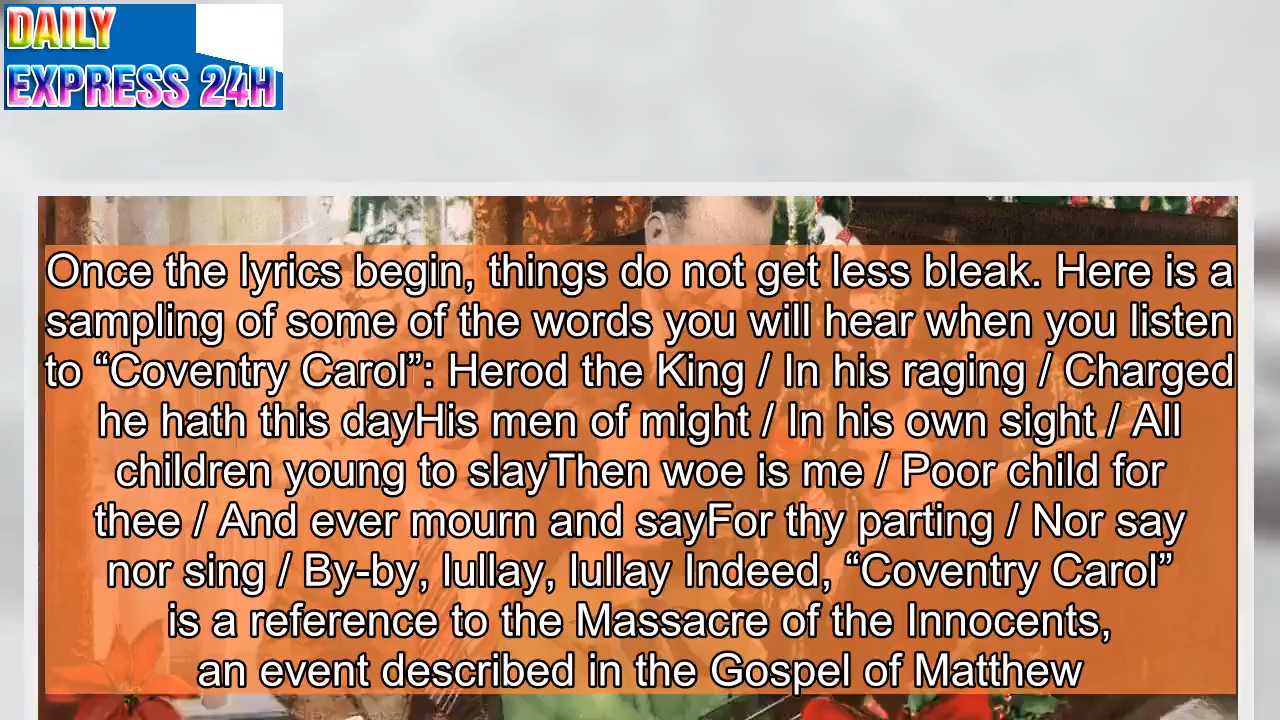 DAILY
EXPRESS 24H
Once the lyrics begin, things do not get less bleak. Here is a
sampling of some of the words you will hear when you listen
to “Coventry Carol”: Herod the King / In his raging / Charged
he hath this dayHis men of might / In his own sight / All
children young to slayThen woe is me / Poor child for
thee / And ever mourn and sayFor thy parting / Nor say
nor sing / By-by, lullay, lullay Indeed, “Coventry Carol”
is a reference to the Massacre of the Innocents,
an event described in the Gospel of Matthew